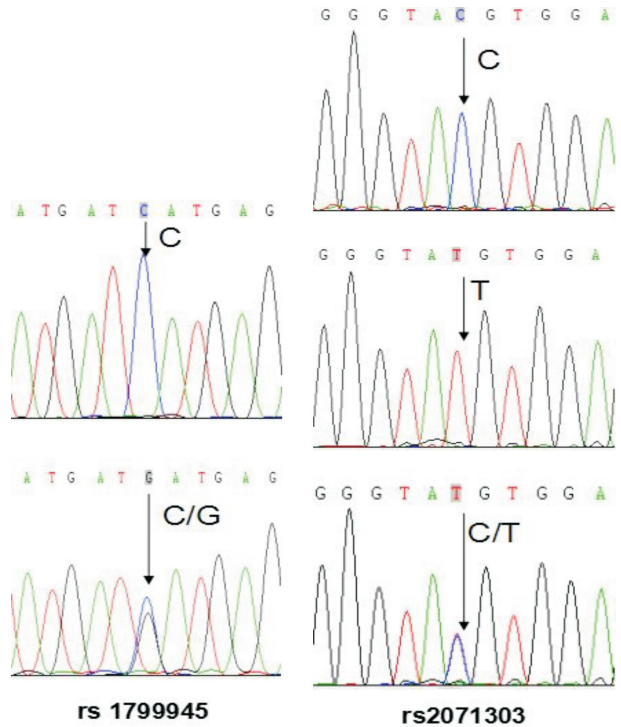 G G G T A C G T G G A
C
A T G A T C A T G A G
C
G G G T A T G T G G A
T
A T G A T G A T G A G
C/G
G G G T A T G T G G A
C/T
rs 1799945
rs2071303